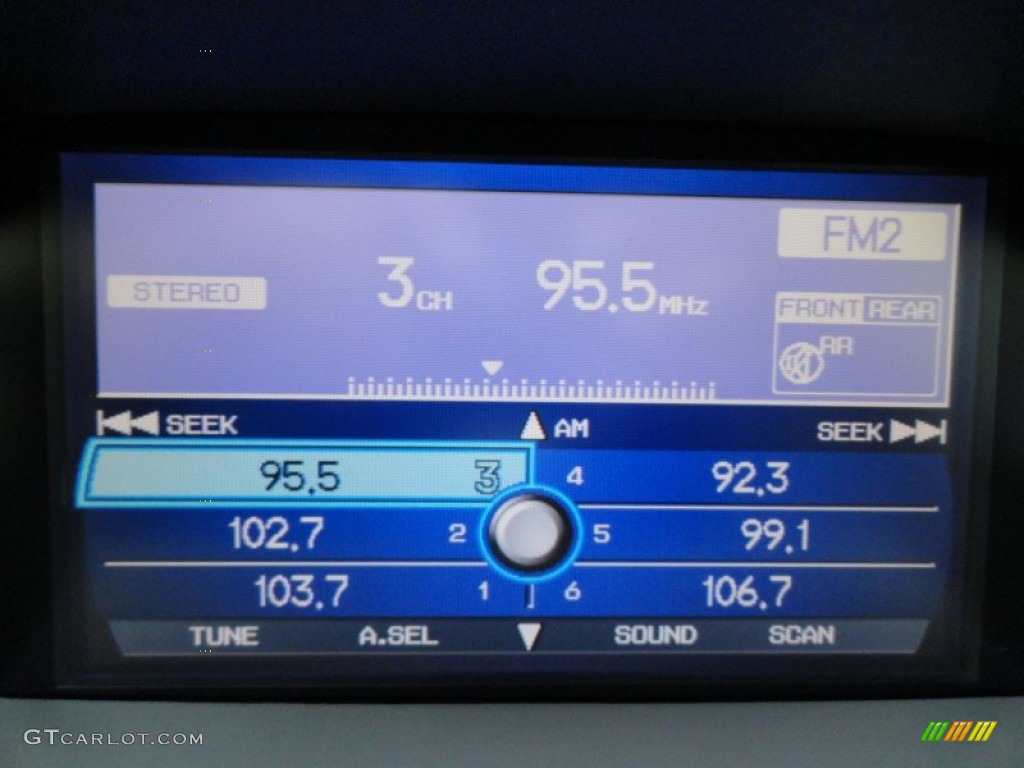 FM2
STEREO 3CH 95.5MHz
FRONT REAR
RR
SEEK AM SEEK
95.5 3 4 92.3
102.7 2 5 99.1
103.7 1 6 106.7
TUNE A.SEL SOUND SCAN
GTCARLOT.COM